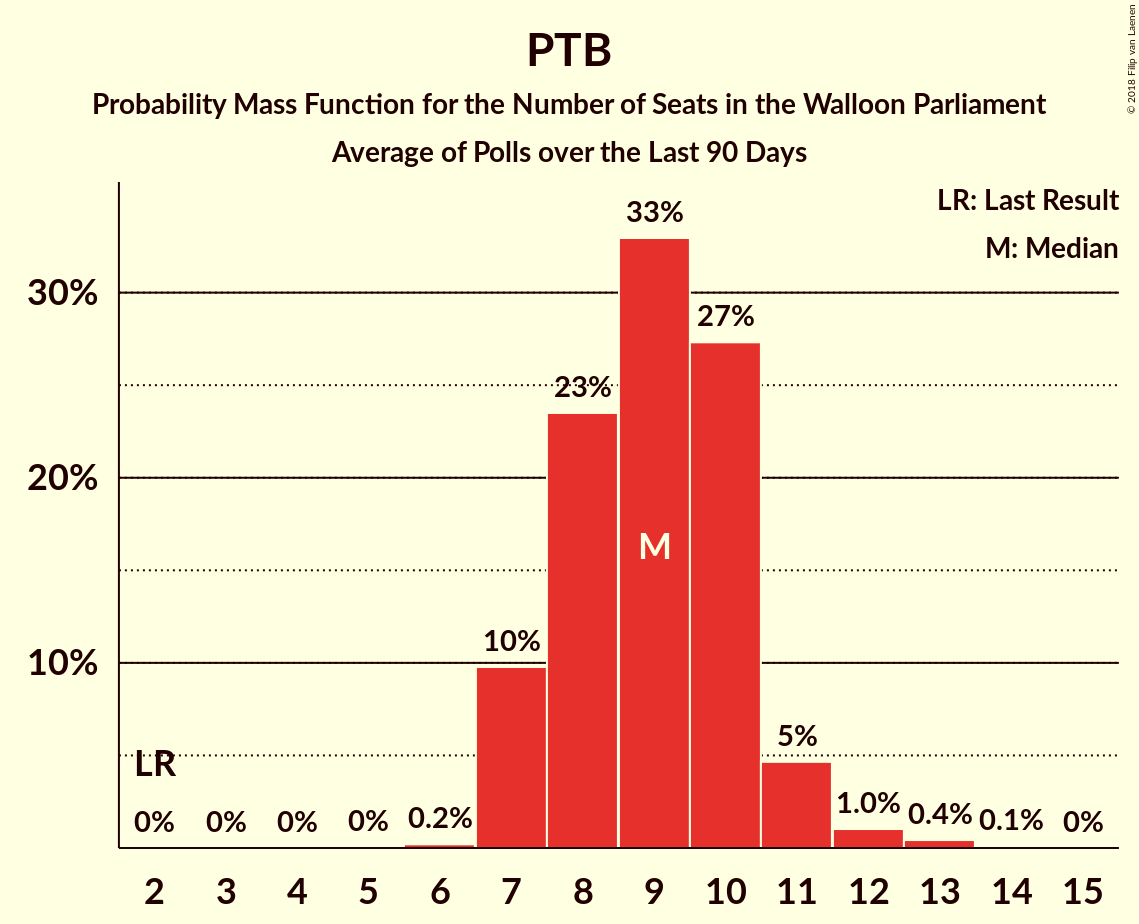 PTB
Probability Mass Function for the Number of Seats in the Walloon Parliament
Average of Polls over the Last 90 Days
© 2018 Filip van Laenen
LR: Last Result
M: Median
33%
30%
27%
23%
20%
M
10%
10%
5%
LR
0% 0% 0% 0% 0.2% 1.0% 0.4% 0.1% 0%
2 3 4 5 6 7 8 9 10 11 12 13 14 15